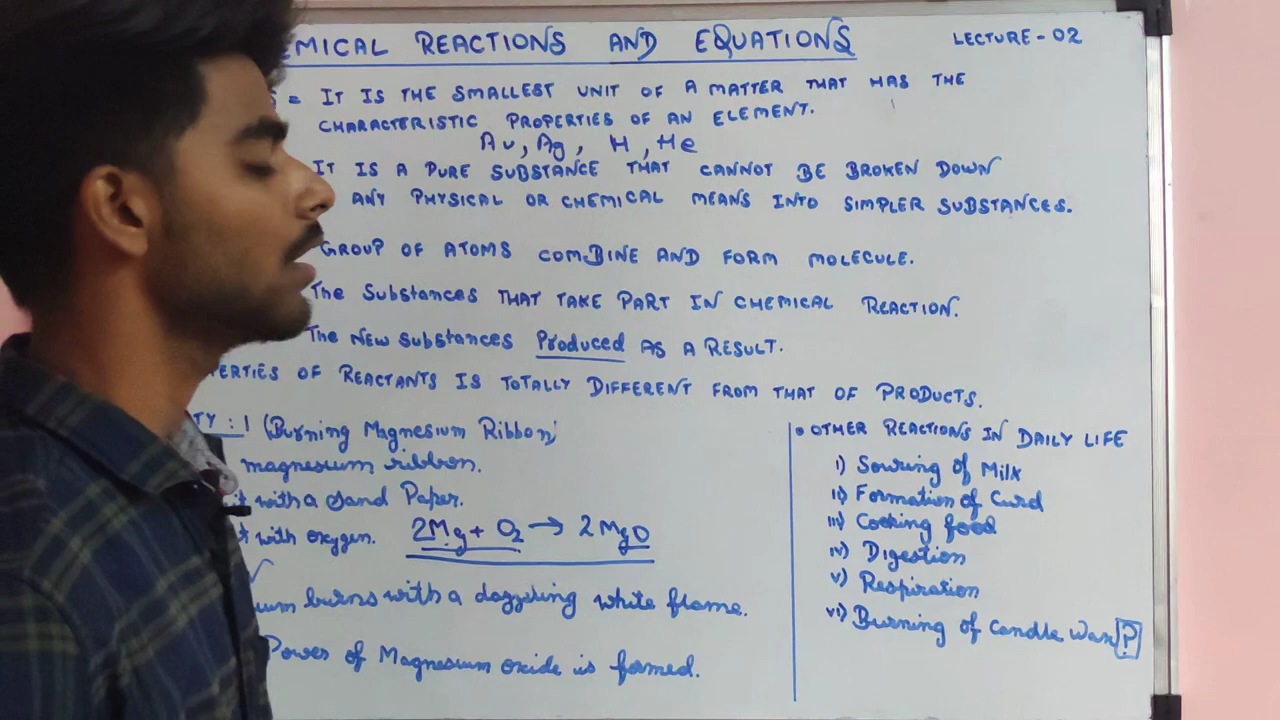 EMICAL REACTIONS AND EQUATIONS LECTURE-02
S = IT IS THE SMALLEST UNIT OF A MATTER THAT HAS THE
CHARACTERISTIC PROPERTIES OF AN ELEMENT.
Au, Ag, H, He
IT IS A PURE SUBSTANCE THAT CANNOT BE BROKEN DOWN
ANY PHYSICAL OR CHEMICAL MEANS INTO SIMPLER SUBSTANCES.
GROUP OF ATOMS COMBINE AND FORM MOLECULE.
The Substances THAT TAKE PART IN CHEMICAL REACTION.
The New substances Produced AS A RESULT.
ERTIES OF REACTANTS IS TOTALLY DIFFERENT FROM THAT OF PRODUCTS.
TY:1 (Burning Magnesium Ribbon)
magnesium ribbon.
it with a sand Paper.
with oxygen. 2Mg + O₂ → 2MgO
ium burns with a dazzling white flame.
Power of Magnesium oxide is formed.
• OTHER REACTIONS IN DAILY LIFE
i) Souring of Milk
ii) Formation of Curd
iii) Cooking food
iv) Digestion
v) Respiration
vi) Burning of Candle Wax ?